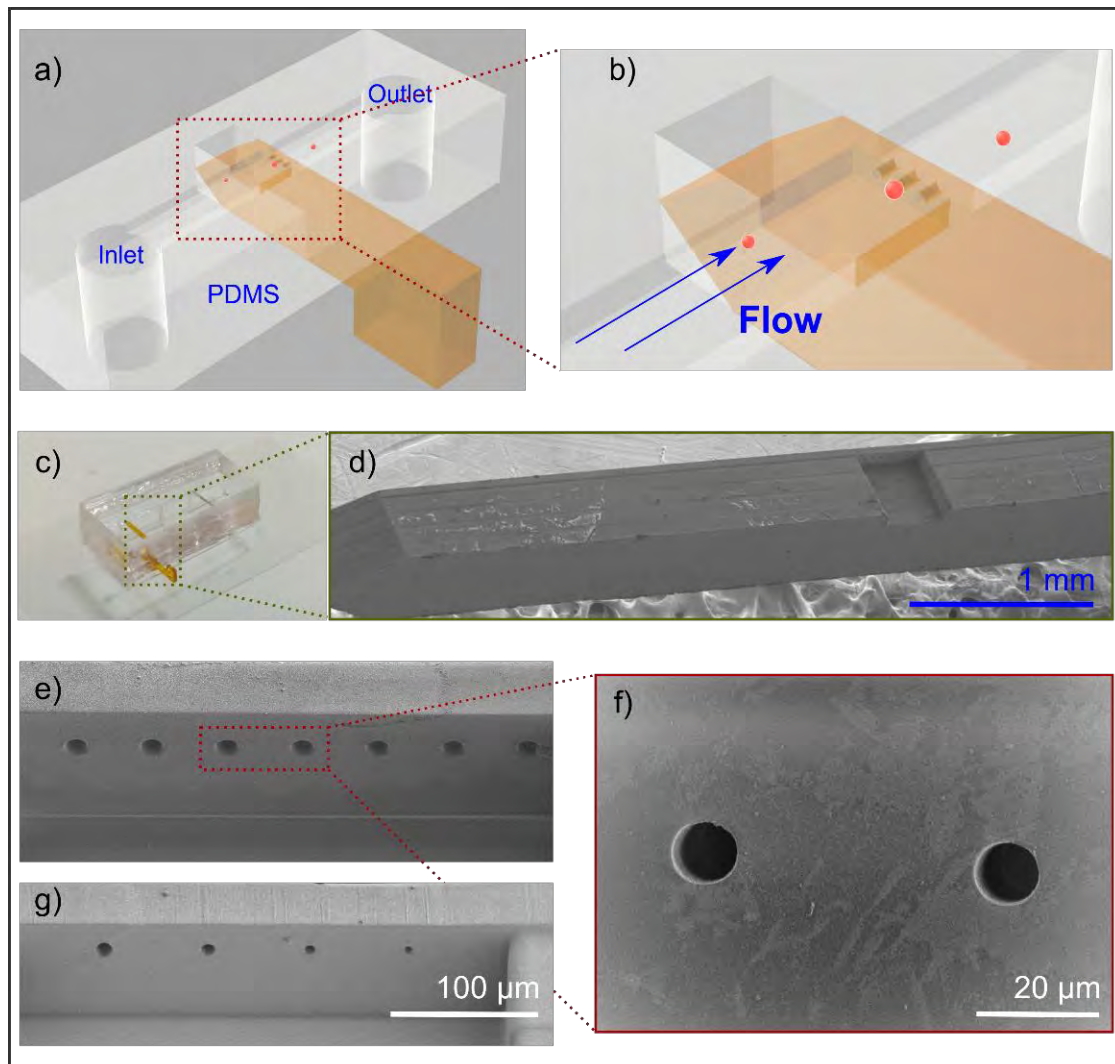 a)
Outlet
Inlet
PDMS
b)
Flow
c)
d)
1 mm
e)
f)
g)
100 µm
20 µm